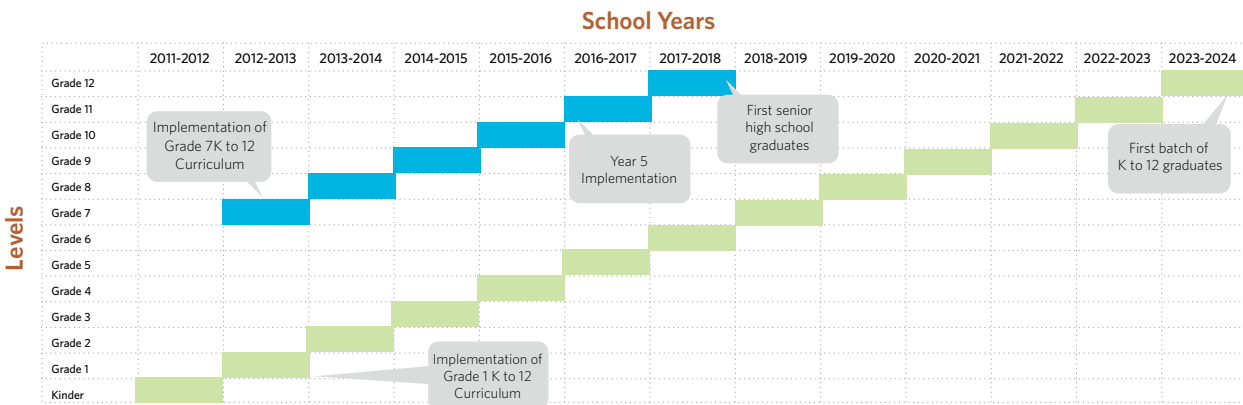 School Years
2011-2012 2012-2013 2013-2014 2014-2015 2015-2016 2016-2017 2017-2018 2018-2019 2019-2020 2020-2021 2021-2022 2022-2023 2023-2024
Levels
Grade 12
Grade 11
Grade 10
Grade 9
Grade 8
Grade 7
Grade 6
Grade 5
Grade 4
Grade 3
Grade 2
Grade 1
Kinder
Implementation of
Grade 7K to 12
Curriculum
Year 5
Implementation
First senior
high school
graduates
First batch of
K to 12 graduates
Implementation of
Grade 1 K to 12
Curriculum